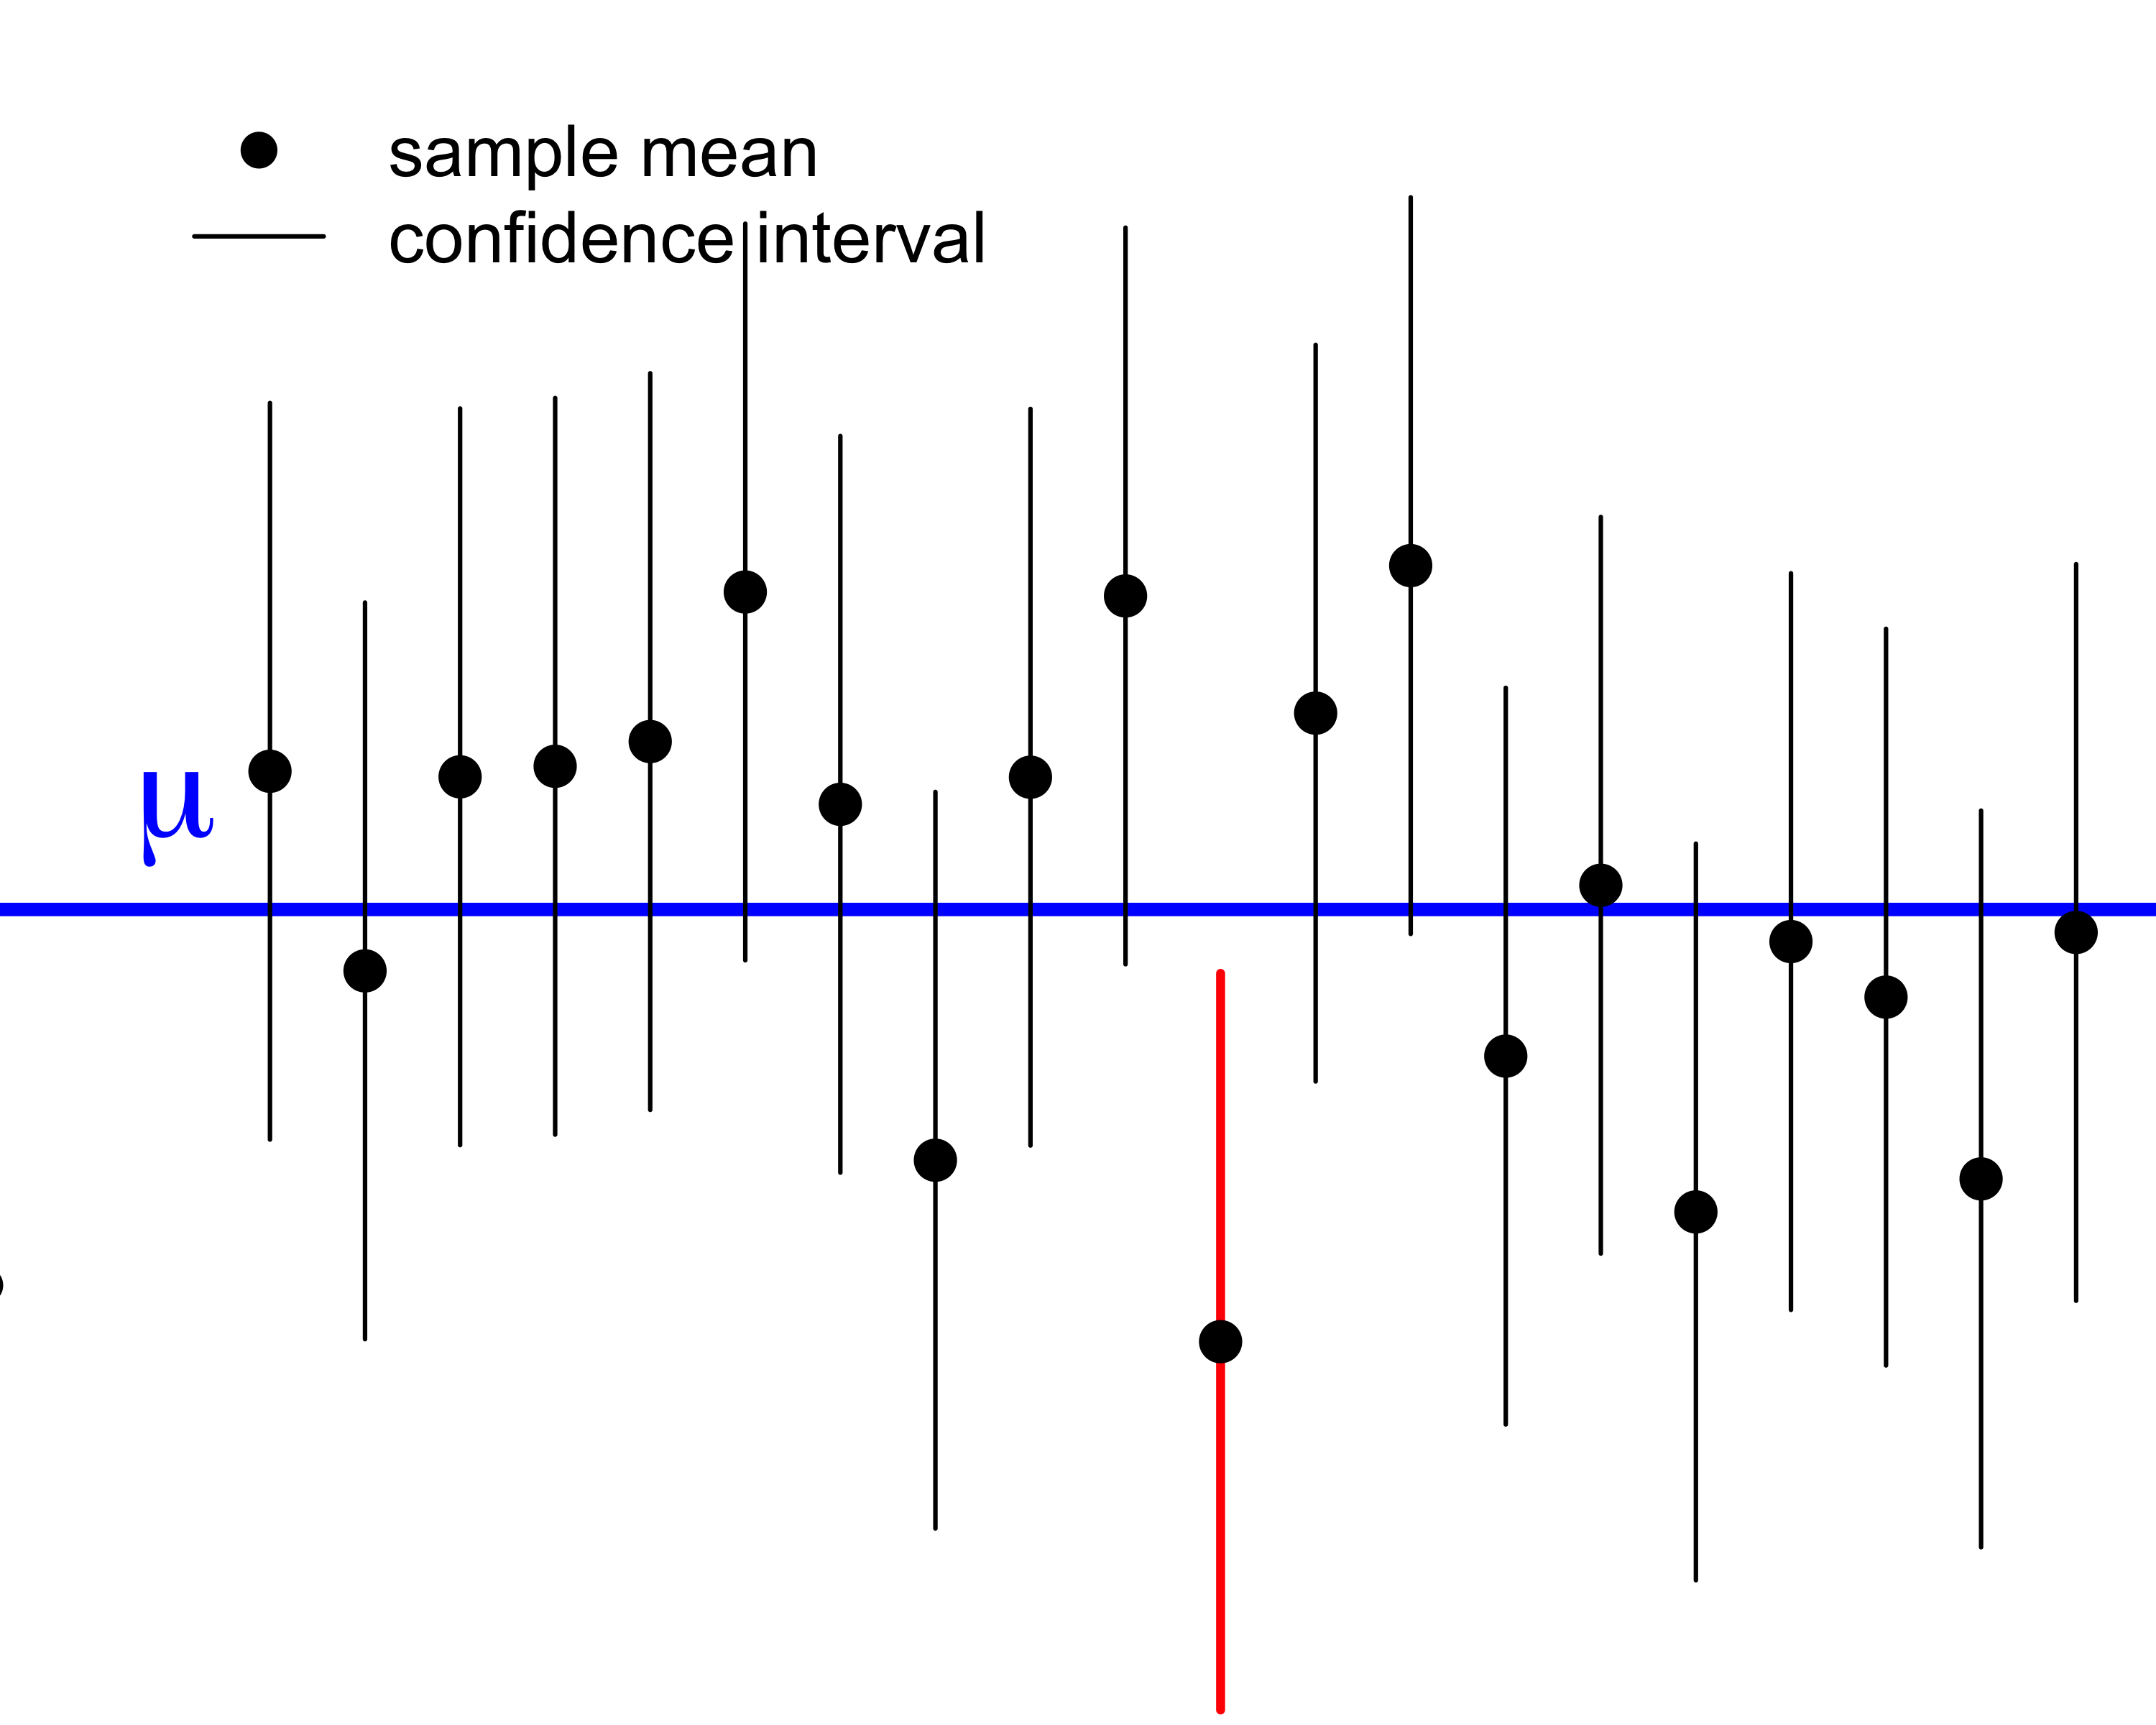 sample mean
confidence interval
μ